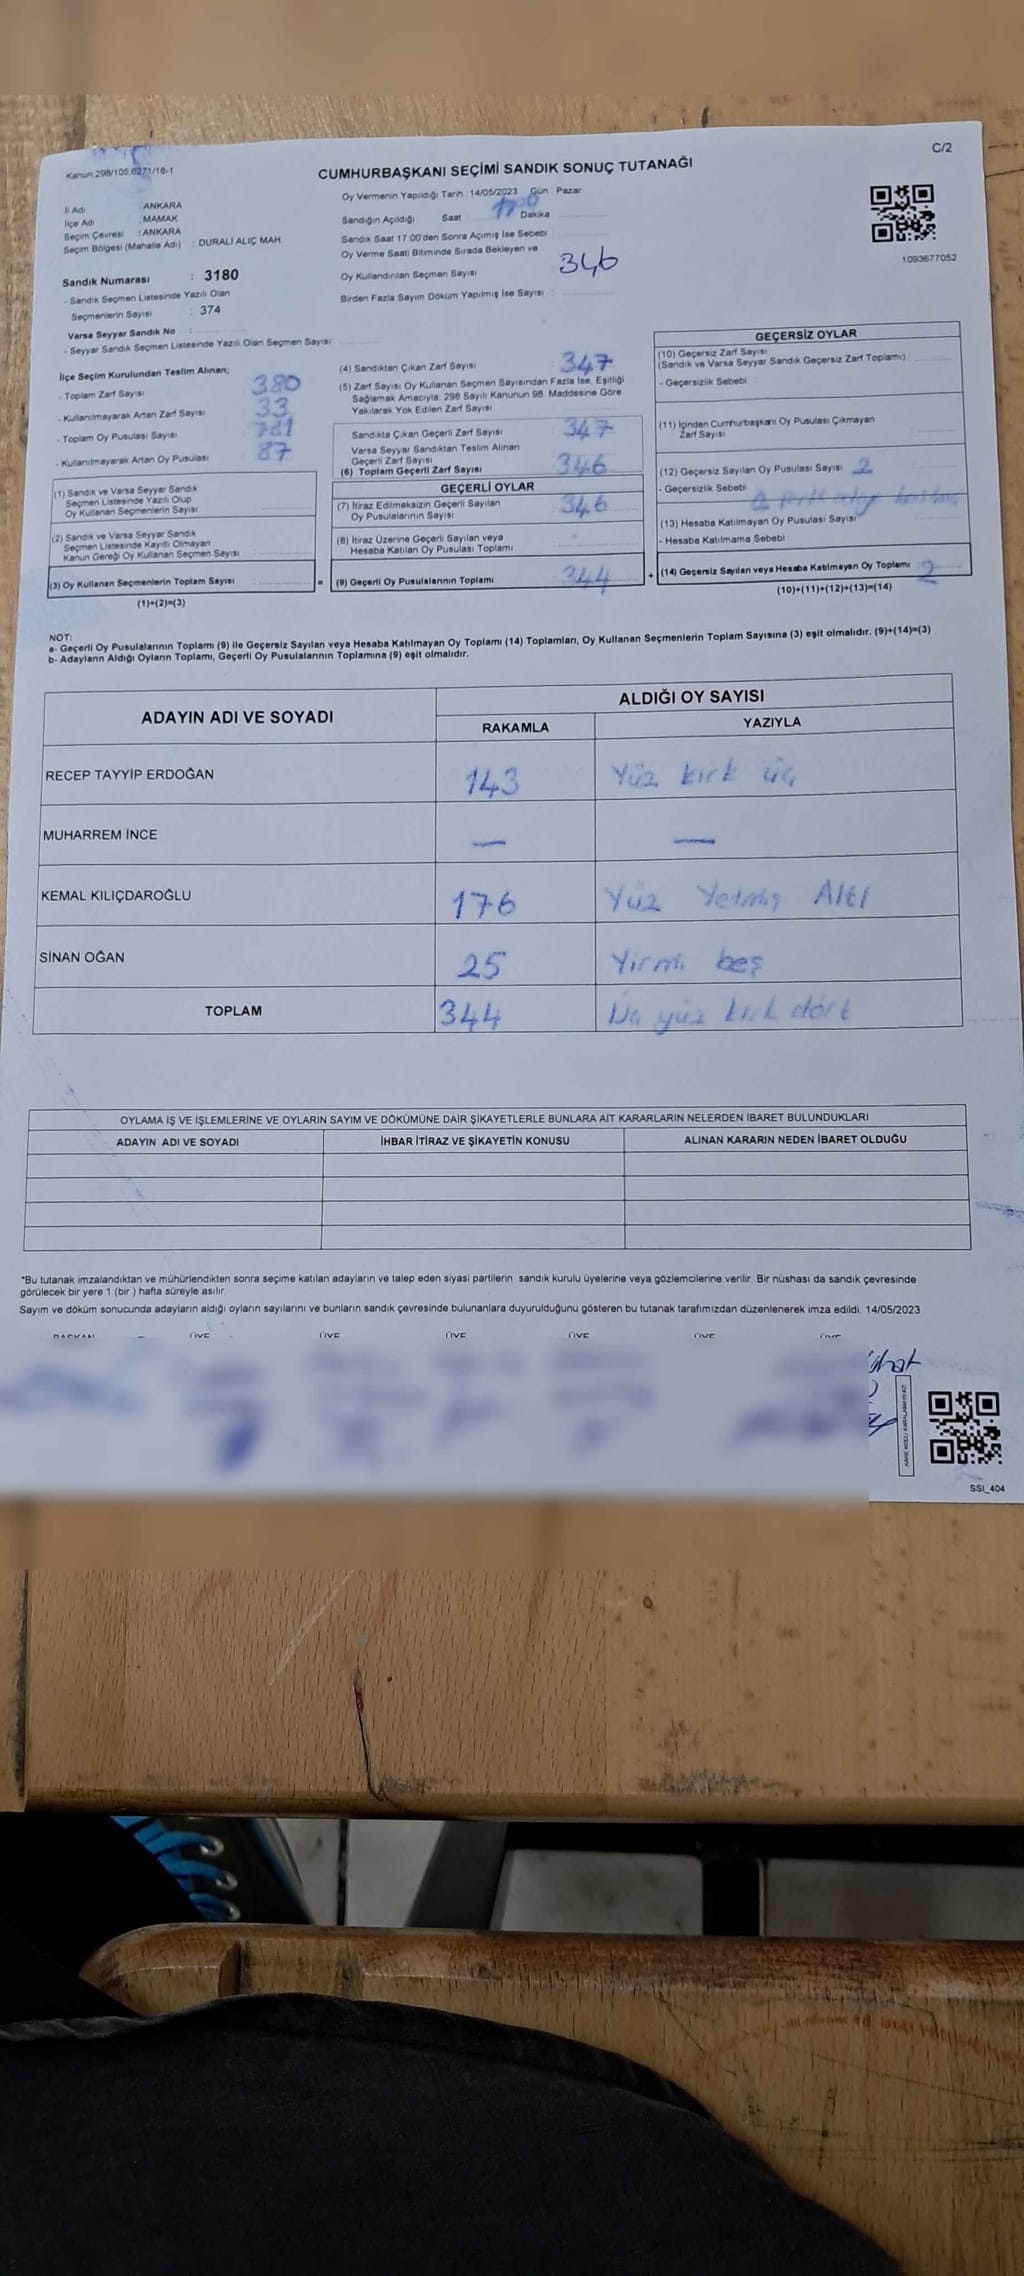 C/2
Kanun:298/105:6271/16-1
CUMHURBAŞKANI SEÇİMİ SANDIK SONUÇ TUTANAĞI
İl Adı : ANKARA
İlçe Adı : MAMAK
Seçim Çevresi : ANKARA
Seçim Bölgesi (Mahalle Adı) : DURALİ ALIÇ MAH.
Sandık Numarası : 3180
- Sandık Seçmen Listesinde Yazılı Olan
Seçmenlerin Sayısı : 374
Varsa Seyyar Sandık No :
- Seyyar Sandık Seçmen Listesinde Yazılı Olan Seçmen Sayısı:
Oy Vermenin Yapıldığı Tarih : 14/05/2023 Gün : Pazar
Sandığın Açıldığı Saat Dakika
Sandık Saat 17.00'den Sonra Açımış İse Sebebi :
Oy Verme Saati Bitiminde Sırada Bekleyen ve
Oy Kullandırılan Seçmen Sayısı 346
Birden Fazla Sayım Döküm Yapılmış İse Sayısı :
1093677052
İlçe Seçim Kurulundan Teslim Alınan;
- Toplam Zarf Sayısı : 380
- Kullanılmayarak Artan Zarf Sayısı : 33
- Toplam Oy Pusulası Sayısı : 781
- Kullanılmayarak Artan Oy Pusulası : 87
(1) Sandık ve Varsa Seyyar Sandık
Seçmen Listesinde Yazılı Olup
Oy Kullanan Seçmenlerin Sayısı
(2) Sandık ve Varsa Seyyar Sandık
Seçmen Listesinde Kayıtlı Olmayan
Kanun Gereği Oy Kullanan Seçmen Sayısı
(3) Oy Kullanan Seçmenlerin Toplam Sayısı
(1)+(2)=(3)
=
(4) Sandıktan Çıkan Zarf Sayısı : 347
(5) Zarf Sayısı Oy Kullanan Seçmen Sayısından Fazla İse, Eşitliği
Sağlamak Amacıyla; 298 Sayılı Kanunun 98. Maddesine Göre
Yakılarak Yok Edilen Zarf Sayısı
Sandıkta Çıkan Geçerli Zarf Sayısı : 347
Varsa Seyyar Sandıktan Teslim Alınan
Geçerli Zarf Sayısı
(6) Toplam Geçerli Zarf Sayısı 346
GEÇERLİ OYLAR
(7) İtiraz Edilmeksizin Geçerli Sayılan
Oy Pusulalarının Sayısı 346
(8) İtiraz Üzerine Geçerli Sayılan veya
Hesaba Katılan Oy Pusulası Toplamı
(9) Geçerli Oy Pusulalarının Toplamı 344
+
GEÇERSİZ OYLAR
(10) Geçersiz Zarf Sayısı
(Sandık ve Varsa Seyyar Sandık Geçersiz Zarf Toplamı) :
- Geçersizlik Sebebi :
(11) İçinden Cumhurbaşkanı Oy Pusulası Çıkmayan
Zarf Sayısı
(12) Geçersiz Sayılan Oy Pusulası Sayısı : 2
- Geçersizlik Sebebi
(13) Hesaba Katılmayan Oy Pusulası Sayısı
- Hesaba Katılmama Sebebi
(14) Geçersiz Sayılan veya Hesaba Katılmayan Oy Toplamı 2
(10)+(11)+(12)+(13)=(14)
NOT:
a- Geçerli Oy Pusulalarının Toplamı (9) ile Geçersiz Sayılan veya Hesaba Katılmayan Oy Toplamı (14) Toplamları, Oy Kullanan Seçmenlerin Toplam Sayısına (3) eşit olmalıdır. (9)+(14)=(3)
b- Adayların Aldığı Oyların Toplamı, Geçerli Oy Pusulalarının Toplamına (9) eşit olmalıdır.
ADAYIN ADI VE SOYADI
ALDIĞI OY SAYISI
RAKAMLA YAZIYLA
RECEP TAYYİP ERDOĞAN 143 Yüz kırk üç
MUHARREM İNCE — —
KEMAL KILIÇDAROĞLU 176 Yüz Yetmiş Altı
SİNAN OĞAN 25 Yirmi beş
TOPLAM 344 yüz kırk dört
OYLAMA İŞ VE İŞLEMLERİNE VE OYLARIN SAYIM VE DÖKÜMÜNE DAİR ŞİKAYETLERLE BUNLARA AİT KARARLARIN NELERDEN İBARET BULUNDUKLARI
ADAYIN ADI VE SOYADI İHBAR İTİRAZ VE ŞİKAYETİN KONUSU ALINAN KARARIN NEDEN İBARET OLDUĞU
*Bu tutanak imzalandıktan ve mühürlendikten sonra seçime katılan adayların ve talep eden siyasi partilerin sandık kurulu üyelerine veya gözlemcilerine verilir. Bir nüshası da sandık çevresinde
görülecek bir yere 1 (bir) hafta süreyle asılır.
Sayım ve döküm sonucunda adayların aldığı oyların sayılarını ve bunların sandık çevresinde bulunanlara duyurulduğunu gösteren bu tutanak tarafımızdan düzenlenerek imza edildi. 14/05/2023
BAŞKAN ÜYE ÜYE ÜYE ÜYE ÜYE ÜYE
SSI_404